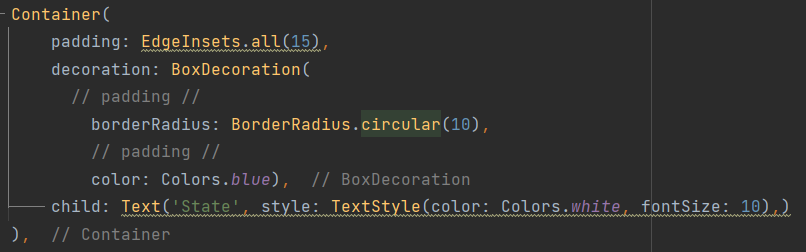 Container(
padding: EdgeInsets.all(15),
decoration: BoxDecoration(
// padding //
borderRadius: BorderRadius.circular(10),
// padding //
color: Colors.blue), // BoxDecoration
child: Text('State', style: TextStyle(color: Colors.white, fontSize: 10),)
), // Container